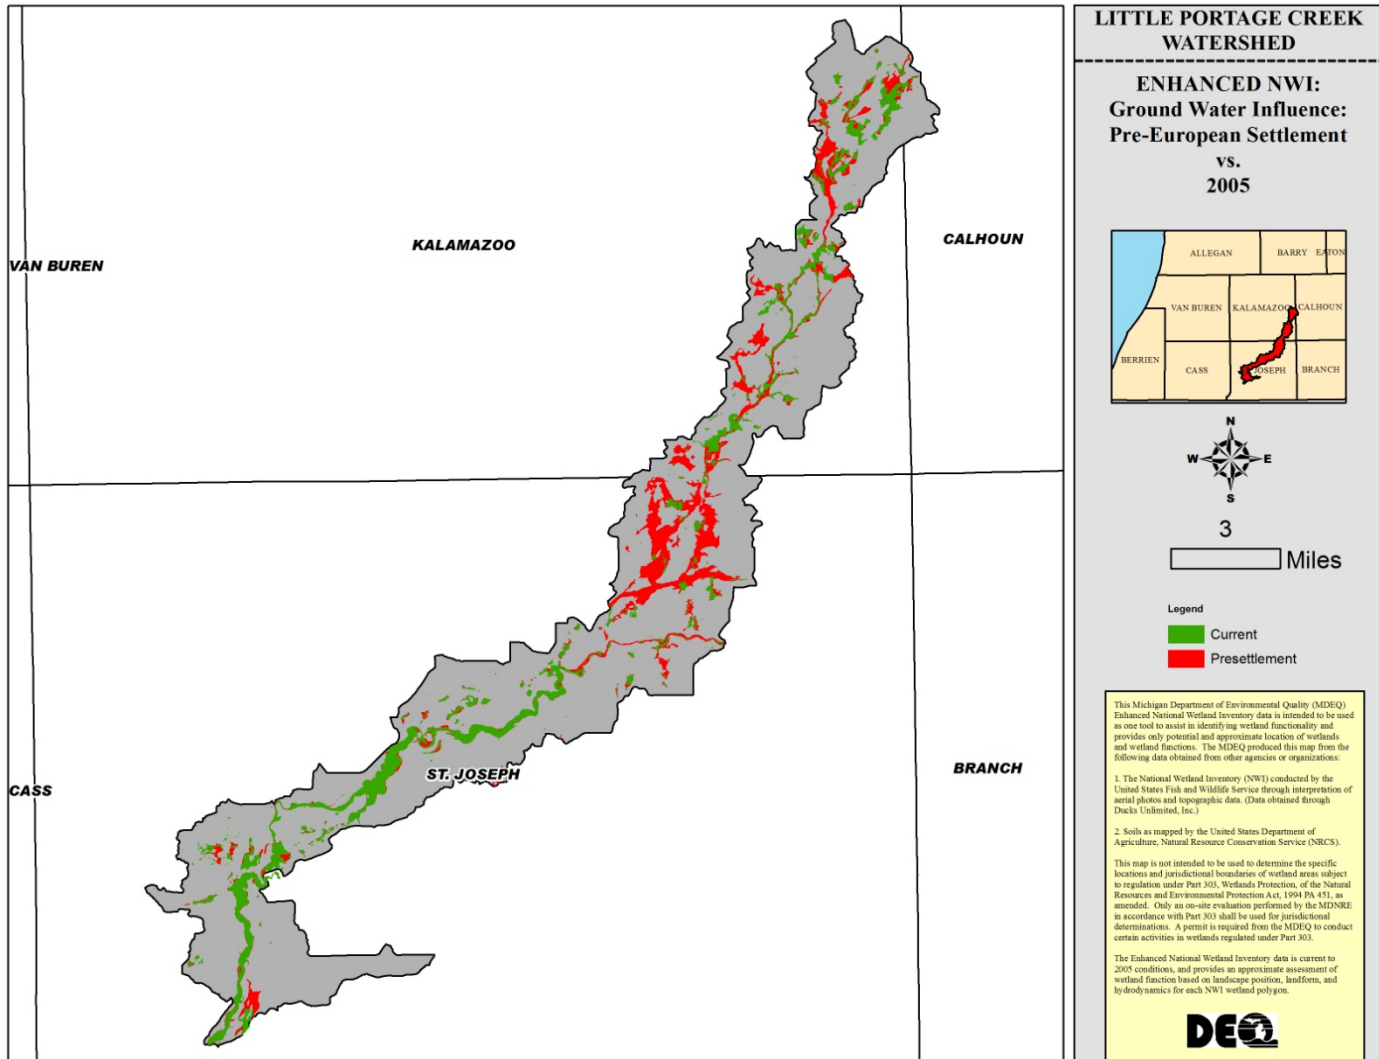 LITTLE PORTAGE CREEK
WATERSHED
ENHANCED NWI:
Ground Water Influence:
Pre-European Settlement
vs.
2005
KALAMAZOO
CALHOUN
VAN BUREN
ST. JOSEPH
BRANCH
CASS
ALLEGAN
BARRY
EATON
VAN BUREN
KALAMAZOO
CALHOUN
BERRIEN
CASS
JOSEPH
BRANCH
N
W
E
S
3
Miles
Legend
Current
Presettlement
This Michigan Department of Environmental Quality (MDEQ)
Enhanced National Wetland Inventory data is intended to be used
as one tool to assist in identifying wetland functionality and
provides only potential and approximate location of wetlands
and wetland functions. The MDEQ produced this map from the
following data obtained from other agencies or organizations:
1. The National Wetland Inventory (NWI) conducted by the
United States Fish and Wildlife Service through interpretation of
aerial photos and topographic data. (Data obtained through
Ducks Unlimited, Inc.)
2. Soils as mapped by the United States Department of
Agriculture, Natural Resource Conservation Service (NRCS).
This map is not intended to be used to determine the specific
locations and jurisdictional boundaries of wetland areas subject
to regulation under Part 303, Wetlands Protection, of the Natural
Resources and Environmental Protection Act, 1994 PA 451, as
amended. Only an on-site evaluation performed by the MDNRE
in accordance with Part 303 shall be used for jurisdictional
determinations. A permit is required from the MDEQ to conduct
certain activities in wetlands regulated under Part 303.
The Enhanced National Wetland Inventory data is current to
2005 conditions, and provides an approximate assessment of
wetland function based on landscape position, landform, and
hydrodynamics for each NWI wetland polygon.
DEQ